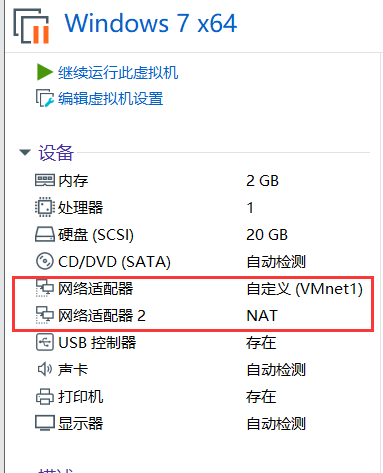 Windows 7 x64
继续运行此虚拟机
编辑虚拟机设置
设备
内存 2 GB
处理器 1
硬盘 (SCSI) 20 GB
CD/DVD (SATA) 自动检测
网络适配器 自定义 (VMnet1)
网络适配器 2 NAT
USB 控制器 存在
声卡 自动检测
打印机 存在
显示器 自动检测